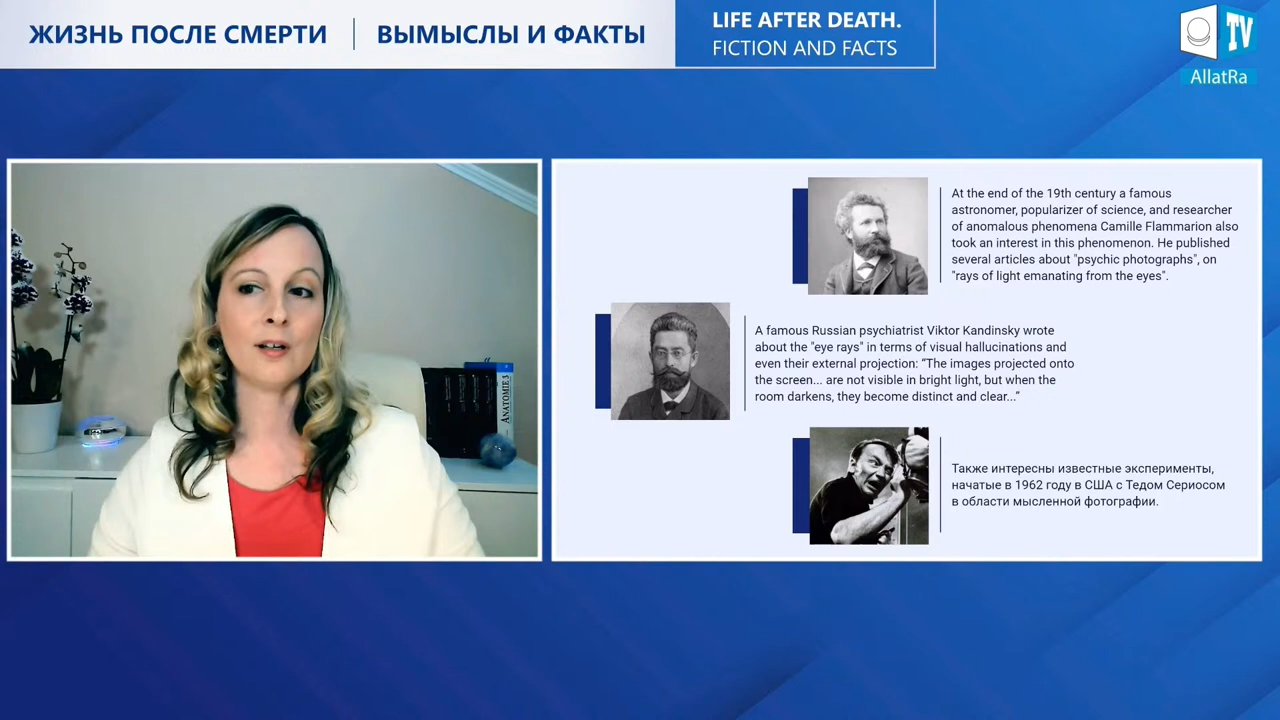 ЖИЗНЬ ПОСЛЕ СМЕРТИ
ВЫМЫСЛЫ И ФАКТЫ
LIFE AFTER DEATH.
FICTION AND FACTS
TV
AllatRa
At the end of the 19th century a famous
astronomer, popularizer of science, and researcher
of anomalous phenomena Camille Flammarion also
took an interest in this phenomenon. He published
several articles about "psychic photographs", on
"rays of light emanating from the eyes".
A famous Russian psychiatrist Viktor Kandinsky wrote
about the "eye rays" in terms of visual hallucinations and
even their external projection: “The images projected onto
the screen... are not visible in bright light, but when the
room darkens, they become distinct and clear...”
Также интересны известные эксперименты,
начатые в 1962 году в США с Тедом Сериосом
в области мысленной фотографии.
ANATOMIE 3